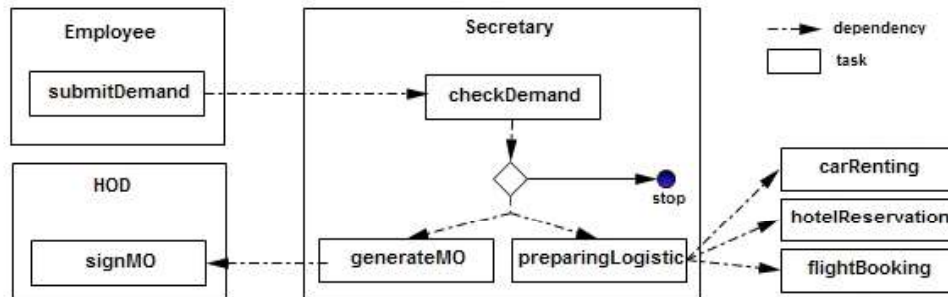 Employee
submitDemand
Secretary
checkDemand
dependency
task
HOD
signMO
stop
generateMO
preparingLogistic
carRenting
hotelReservation
flightBooking